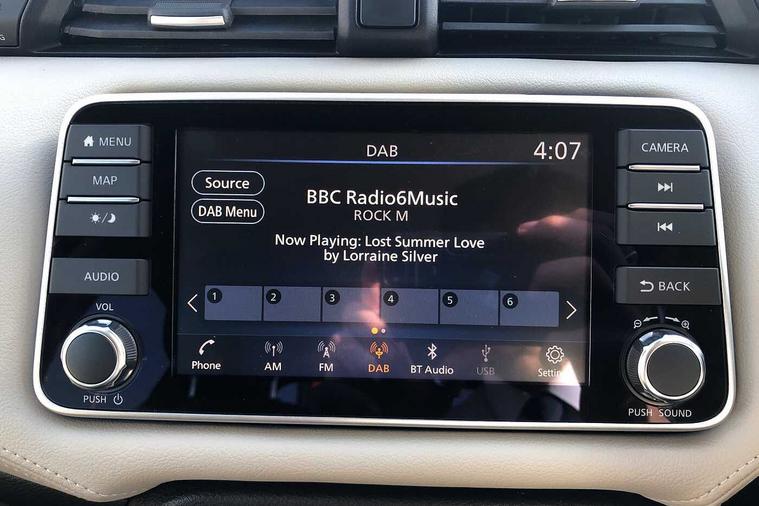 G
MENU
MAP
AUDIO
VOL
PUSH
DAB
4:07
Source
DAB Menu
BBC Radio6Music
ROCK M
Now Playing: Lost Summer Love
by Lorraine Silver
1 2 3 4 5 6
Phone AM FM DAB BT Audio USB Settin
CAMERA
BACK
PUSH SOUND